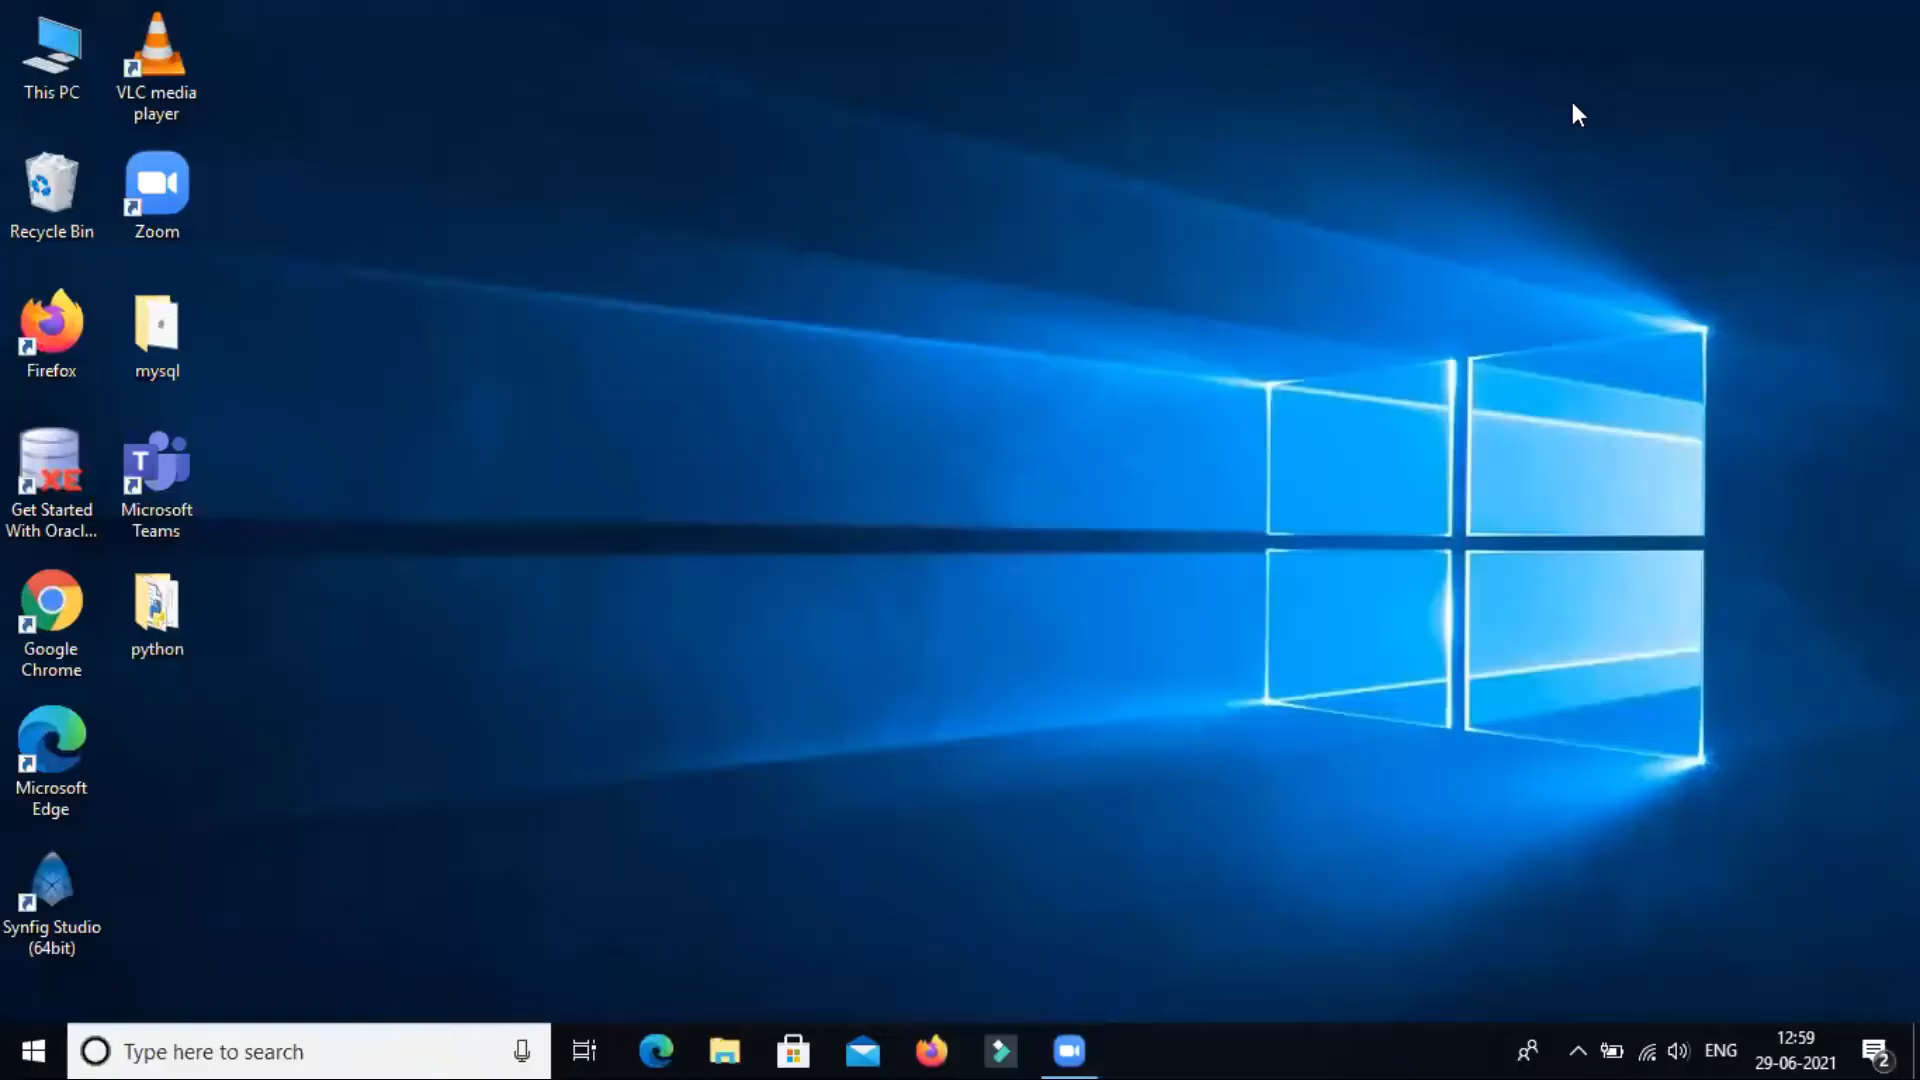 This PC
VLC media
player
Recycle Bin
Zoom
Firefox
mysql
XE
Get Started
With Oracl...
T
Microsoft
Teams
Google
Chrome
python
Microsoft
Edge
Synfig Studio
(64bit)
Type here to search
ENG
12:59
29-06-2021
2